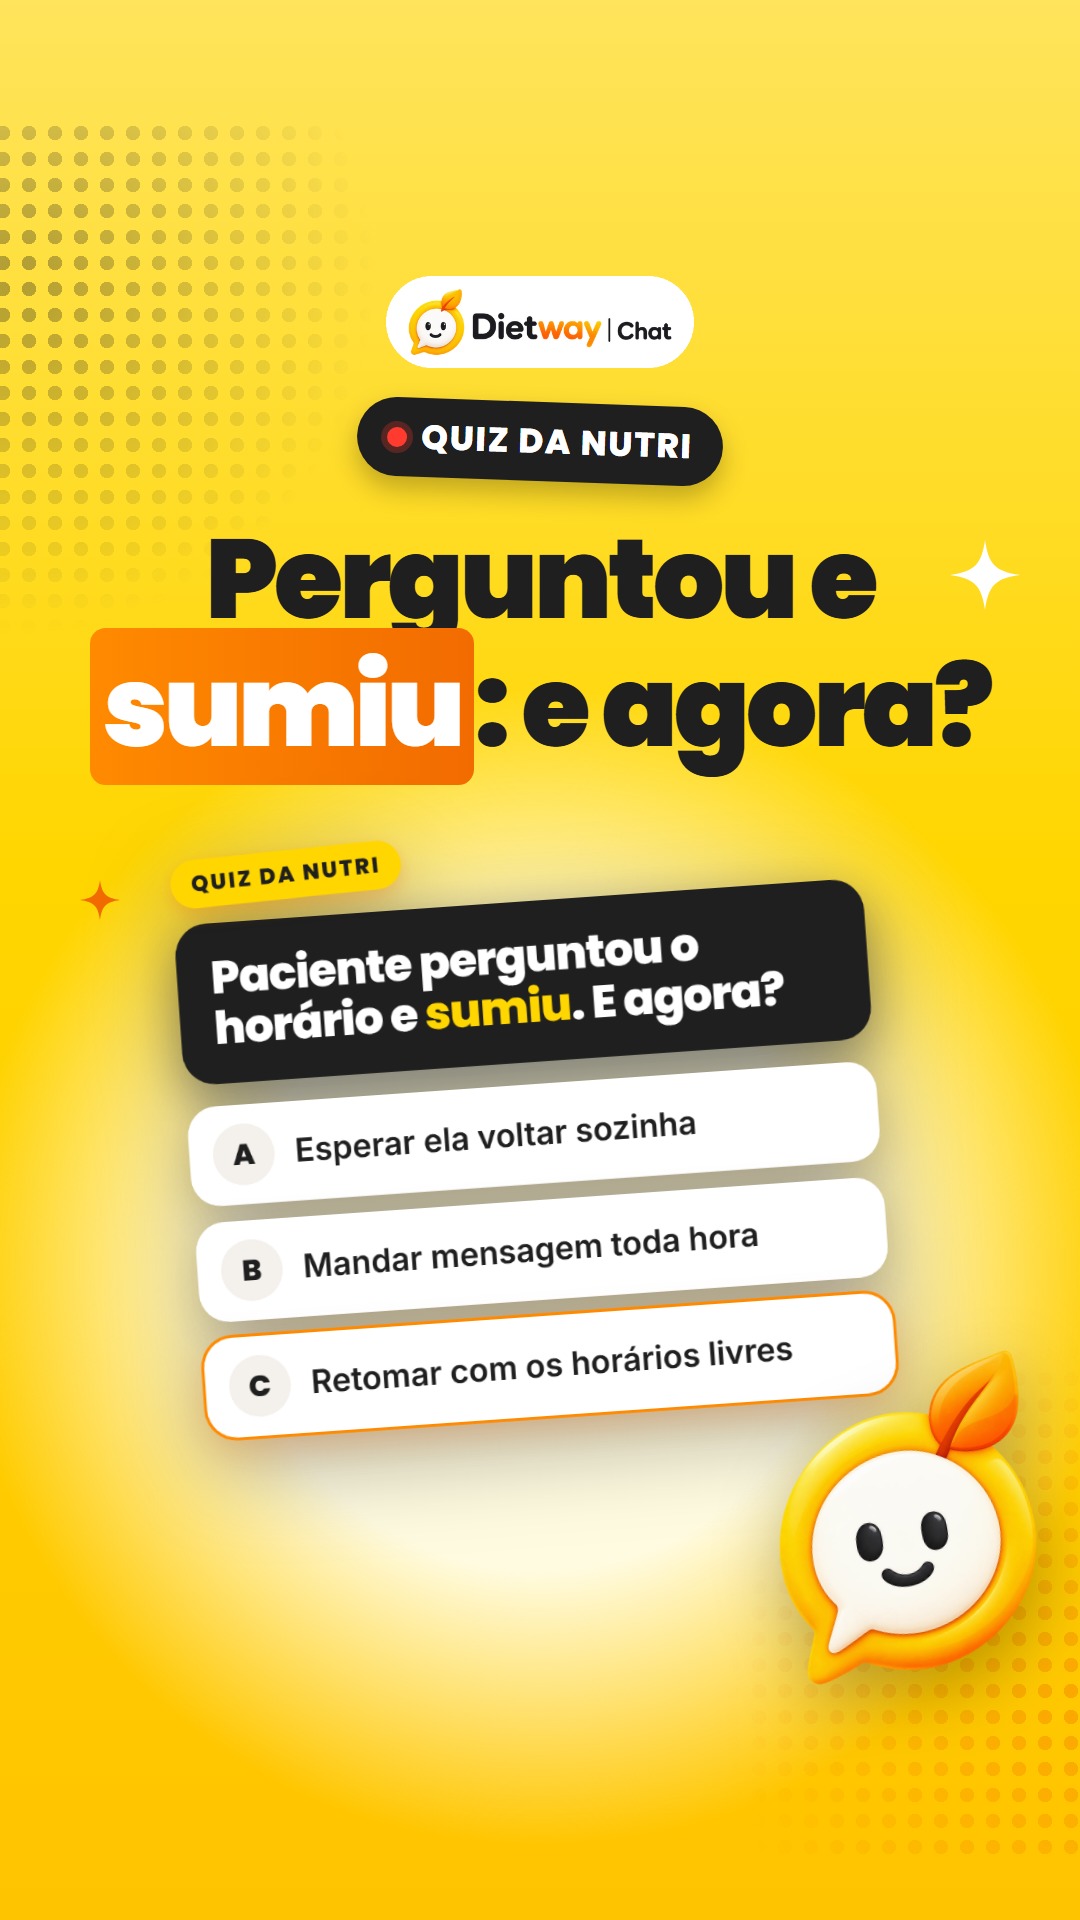 Dietway | Chat
QUIZ DA NUTRI
Perguntou e
sumiu: e agora?
QUIZ DA NUTRI
Paciente perguntou o
horário e sumiu. E agora?
A Esperar ela voltar sozinha
B Mandar mensagem toda hora
C Retomar com os horários livres